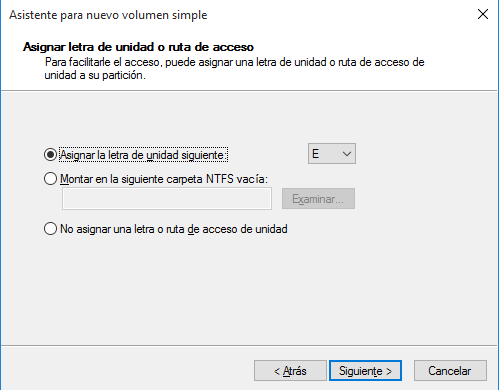 Asistente para nuevo volumen simple
Asignar letra de unidad o ruta de acceso
Para facilitarle el acceso, puede asignar una letra de unidad o ruta de acceso de
unidad a su partición.
Asignar la letra de unidad siguiente:
E
Montar en la siguiente carpeta NTFS vacía:
Examinar...
No asignar una letra o ruta de acceso de unidad
< Atrás
Siguiente >
Cancelar